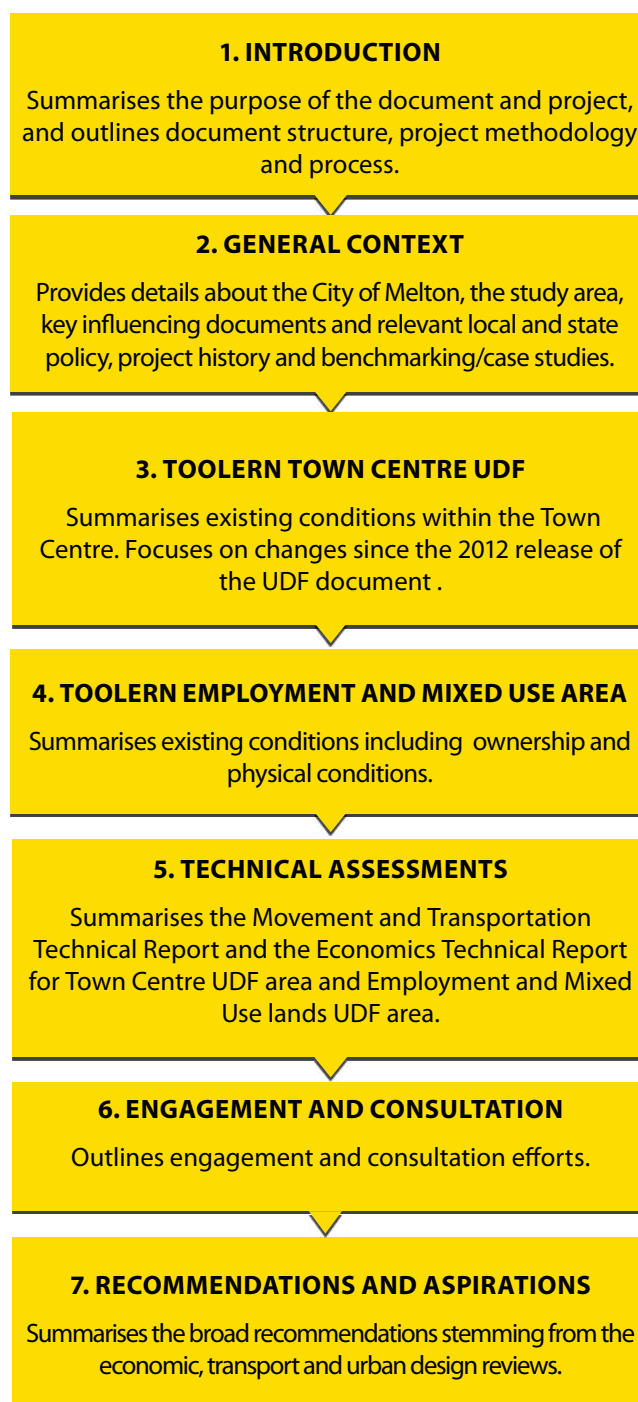 1. INTRODUCTION
Summarises the purpose of the document and project,
and outlines document structure, project methodology
and process.
2. GENERAL CONTEXT
Provides details about the City of Melton, the study area,
key influencing documents and relevant local and state
policy, project history and benchmarking/case studies.
3. TOOLERN TOWN CENTRE UDF
Summarises existing conditions within the Town
Centre. Focuses on changes since the 2012 release of
the UDF document .
4. TOOLERN EMPLOYMENT AND MIXED USE AREA
Summarises existing conditions including ownership and
physical conditions.
5. TECHNICAL ASSESSMENTS
Summarises the Movement and Transportation
Technical Report and the Economics Technical Report
for Town Centre UDF area and Employment and Mixed
Use lands UDF area.
6. ENGAGEMENT AND CONSULTATION
Outlines engagement and consultation efforts.
7. RECOMMENDATIONS AND ASPIRATIONS
Summarises the broad recommendations stemming from the
economic, transport and urban design reviews.